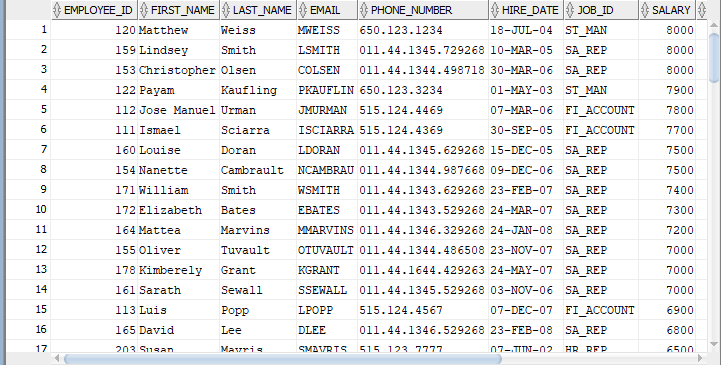 EMPLOYEE_ID FIRST_NAME LAST_NAME EMAIL PHONE_NUMBER HIRE_DATE JOB_ID SALARY
1 120 Matthew Weiss MWEISS 650.123.1234 18-JUL-04 ST_MAN 8000
2 159 Lindsey Smith LSMITH 011.44.1345.729268 10-MAR-05 SA_REP 8000
3 153 Christopher Olsen COLSEN 011.44.1344.498718 30-MAR-06 SA_REP 8000
4 122 Payam Kaufling PKAUFLIN 650.123.3234 01-MAY-03 ST_MAN 7900
5 112 Jose Manuel Urman JMURMAN 515.124.4469 07-MAR-06 FI_ACCOUNT 7800
6 111 Ismael Sciarra ISCIARRA 515.124.4369 30-SEP-05 FI_ACCOUNT 7700
7 160 Louise Doran LDORAN 011.44.1345.629268 15-DEC-05 SA_REP 7500
8 154 Nanette Cambrault NCAMBRAU 011.44.1344.987668 09-DEC-06 SA_REP 7500
9 171 William Smith WSMITH 011.44.1343.629268 23-FEB-07 SA_REP 7400
10 172 Elizabeth Bates EBATES 011.44.1343.529268 24-MAR-07 SA_REP 7300
11 164 Mattea Marvins MMARVINS 011.44.1346.329268 24-JAN-08 SA_REP 7200
12 155 Oliver Tuvault OTUVAULT 011.44.1344.486508 23-NOV-07 SA_REP 7000
13 178 Kimberely Grant KGRANT 011.44.1644.429263 24-MAY-07 SA_REP 7000
14 161 Sarath Sewall SSEWALL 011.44.1345.529268 03-NOV-06 SA_REP 7000
15 113 Luis Popp LPOPP 515.124.4567 07-DEC-07 FI_ACCOUNT 6900
16 165 David Lee DLEE 011.44.1346.529268 23-FEB-08 SA_REP 6800
17 203 Susan Mavris SMAVRIS 515.123.7777 07-JUN-02 HR_REP 6500